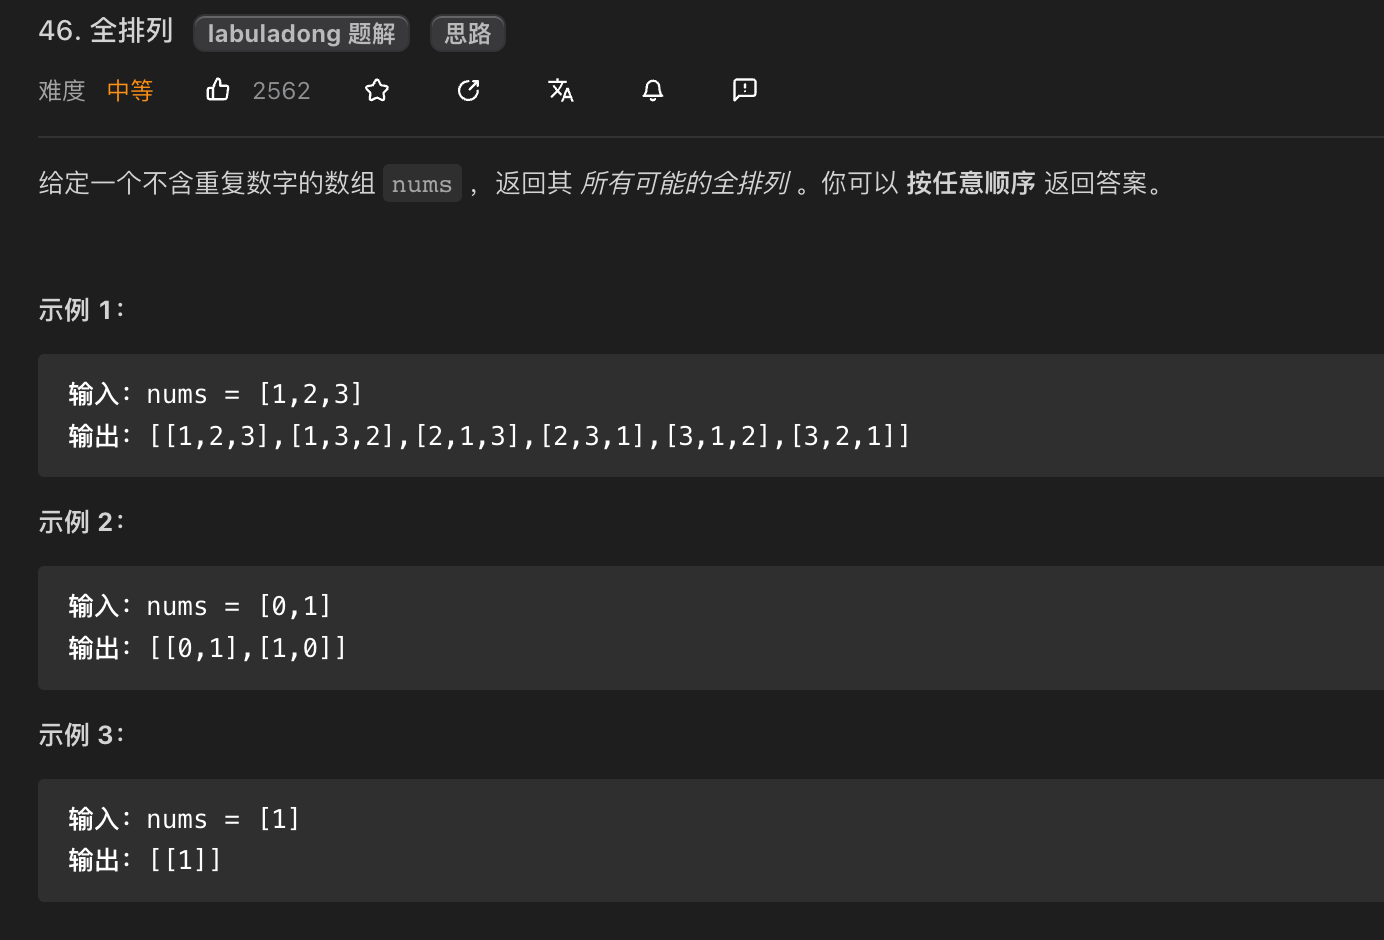 46. 全排列 labuladong 题解 思路
难度 中等 2562
给定一个不含重复数字的数组 nums ，返回其 所有可能的全排列 。你可以 按任意顺序 返回答案。
示例 1：
输入：nums = [1,2,3]
输出：[[1,2,3],[1,3,2],[2,1,3],[2,3,1],[3,1,2],[3,2,1]]
示例 2：
输入：nums = [0,1]
输出：[[0,1],[1,0]]
示例 3：
输入：nums = [1]
输出：[[1]]